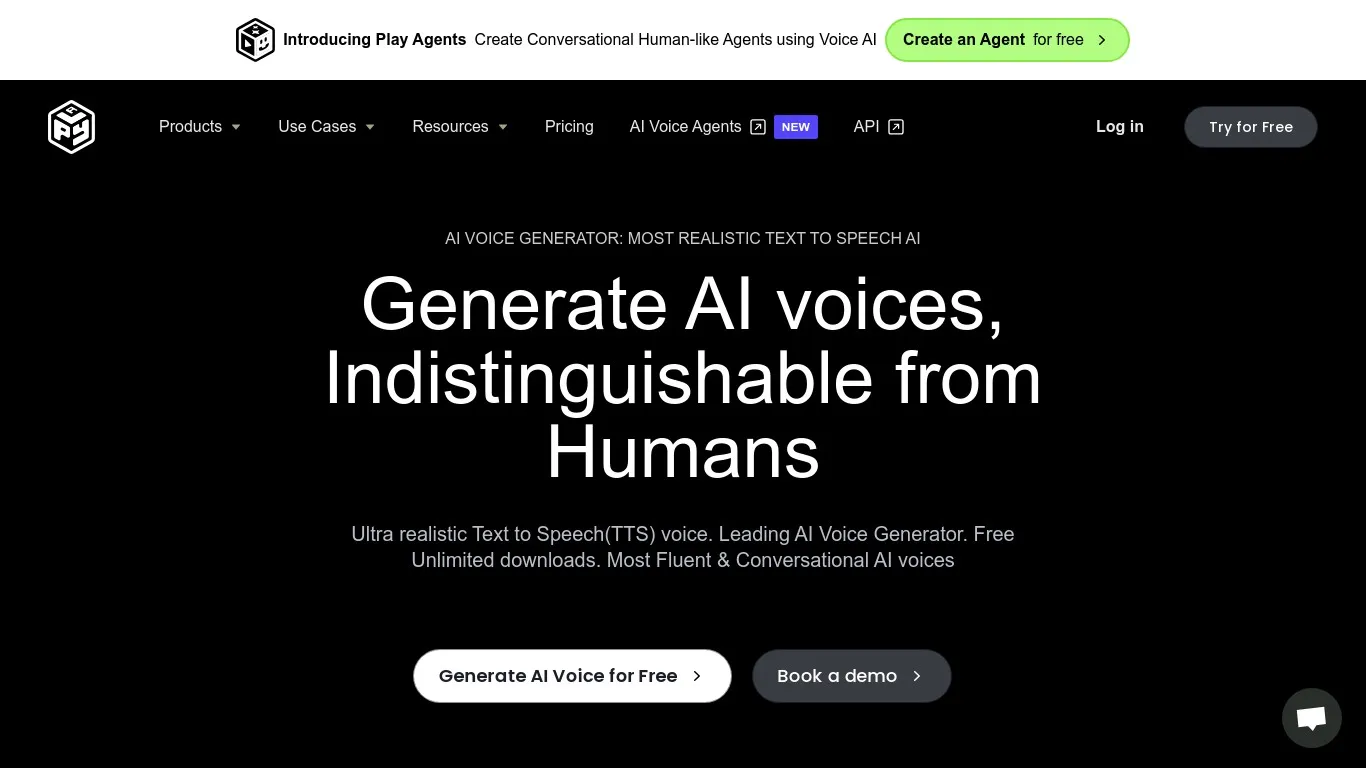 Introducing Play Agents Create Conversational Human-like Agents using Voice AI Create an Agent for free
Products Use Cases Resources Pricing AI Voice Agents NEW API Log in Try for Free
AI VOICE GENERATOR: MOST REALISTIC TEXT TO SPEECH AI
Generate AI voices,
Indistinguishable from
Humans
Ultra realistic Text to Speech(TTS) voice. Leading AI Voice Generator. Free
Unlimited downloads. Most Fluent & Conversational AI voices
Generate AI Voice for Free Book a demo